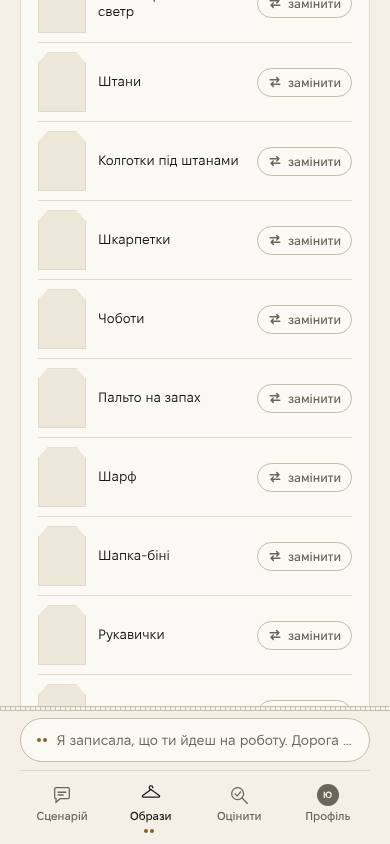 светр
замінити
Штани
замінити
Колготки під штанами
замінити
Шкарпетки
замінити
Чоботи
замінити
Пальто на запах
замінити
Шарф
замінити
Шапка-біні
замінити
Рукавички
замінити
Я записала, що ти йдеш на роботу. Дорога ...
Сценарій
Образи
Оцінити
Ю
Профіль